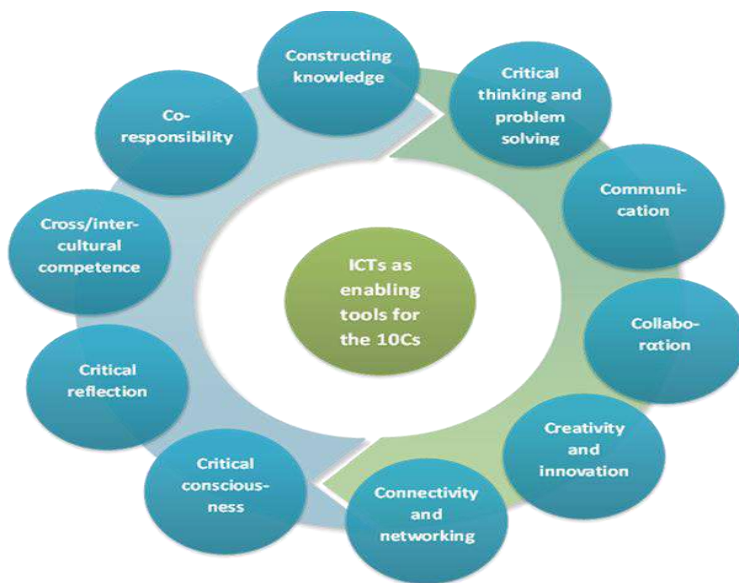 Constructing
knowledge
Critical
thinking and
problem
solving
Communi-
cation
Collabo-
rαtion
Creativity and
innovation
Connectivity
and
networking
Critical
conscious-
ness
Critical
reflection
Cross/inter-
cultural
competence
Co-
responsibility
ICTs as
enabling
tools for
the 10Cs